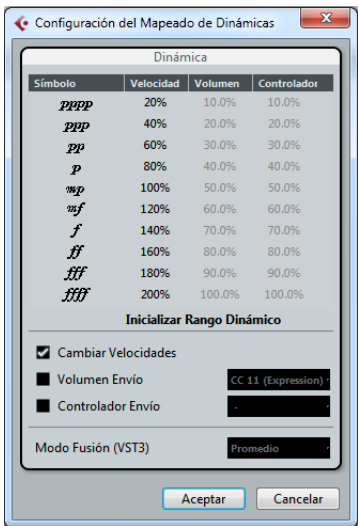 Configuración del Mapeado de Dinámicas
Dinámica
Símbolo Velocidad Volumen Controlador
pppp 20% 10.0% 10.0%
ppp 40% 20.0% 20.0%
pp 60% 30.0% 30.0%
p 80% 40.0% 40.0%
mp 100% 50.0% 50.0%
mf 120% 60.0% 60.0%
f 140% 70.0% 70.0%
ff 160% 80.0% 80.0%
fff 180% 90.0% 90.0%
ffff 200% 100.0% 100.0%
Inicializar Rango Dinámico
Cambiar Velocidades
Volumen Envío CC 11 (Expression)
Controlador Envío -
Modo Fusión (VST3) Promedio
Aceptar Cancelar